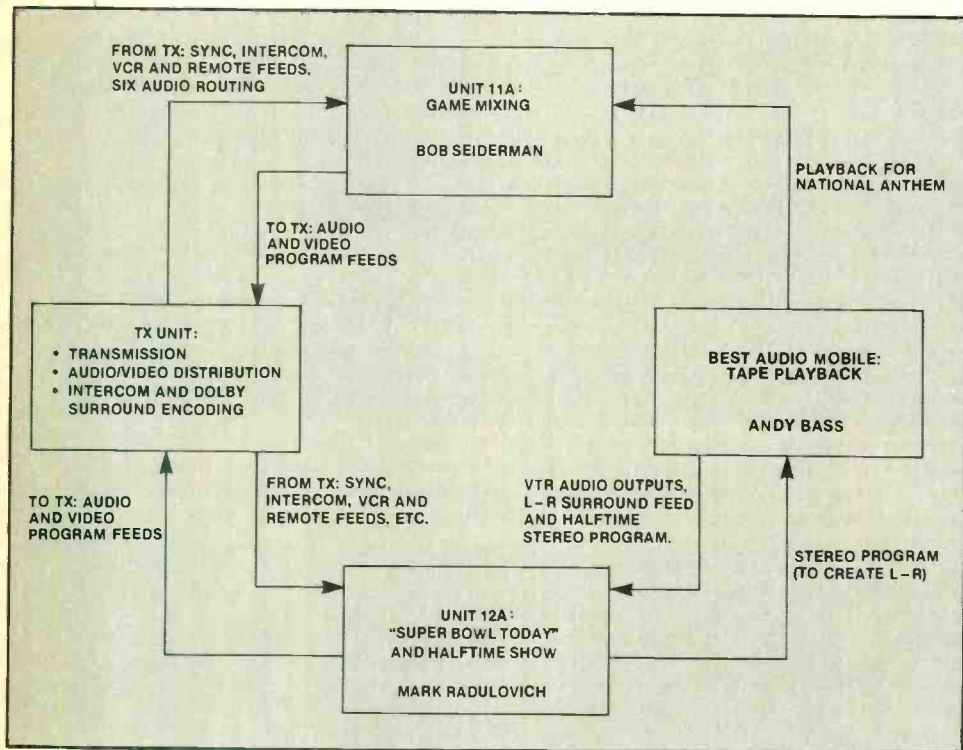 FROM TX: SYNC, INTERCOM,
VCR AND REMOTE FEEDS,
SIX AUDIO ROUTING
UNIT 11A:
GAME MIXING
BOB SEIDERMAN
PLAYBACK FOR
NATIONAL ANTHEM
TO TX: AUDIO
AND VIDEO
PROGRAM FEEDS
TX UNIT:
• TRANSMISSION
• AUDIO/VIDEO DISTRIBUTION
• INTERCOM AND DOLBY
SURROUND ENCODING
BEST AUDIO MOBILE:
TAPE PLAYBACK
ANDY BASS
TO TX: AUDIO
AND VIDEO
PROGRAM FEEDS
FROM TX: SYNC,
INTERCOM, VCR AND
REMOTE FEEDS, ETC.
VTR AUDIO OUTPUTS,
L–R SURROUND FEED
AND HALFTIME
STEREO PROGRAM.
STEREO PROGRAM
(TO CREATE L–R)
UNIT 12A:
"SUPER BOWL TODAY"
AND HALFTIME SHOW
MARK RADULOVICH